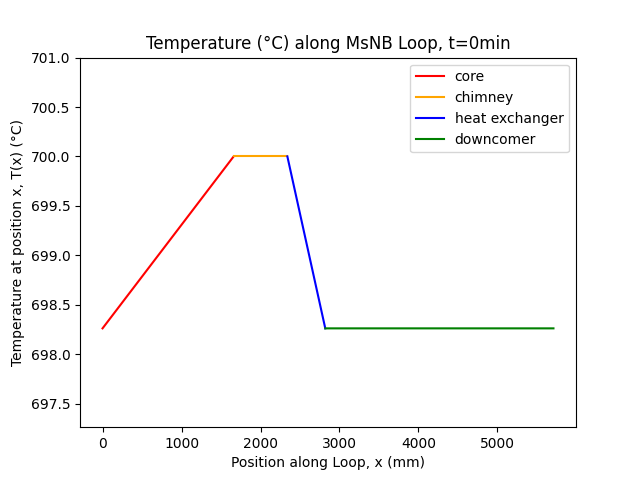 Temperature (°C) along MsNB Loop, t=0min
701.0
700.5
700.0
699.5
699.0
698.5
698.0
697.5
Temperature at position x, T(x) (°C)
core
chimney
heat exchanger
downcomer
0
1000
2000
3000
4000
5000
Position along Loop, x (mm)